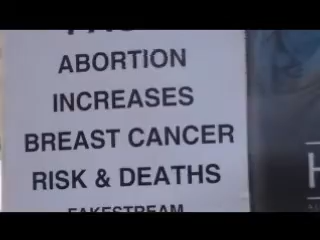 ABORTION
INCREASES
BREAST CANCER
RISK & DEATHS
FAKESTREAM
H